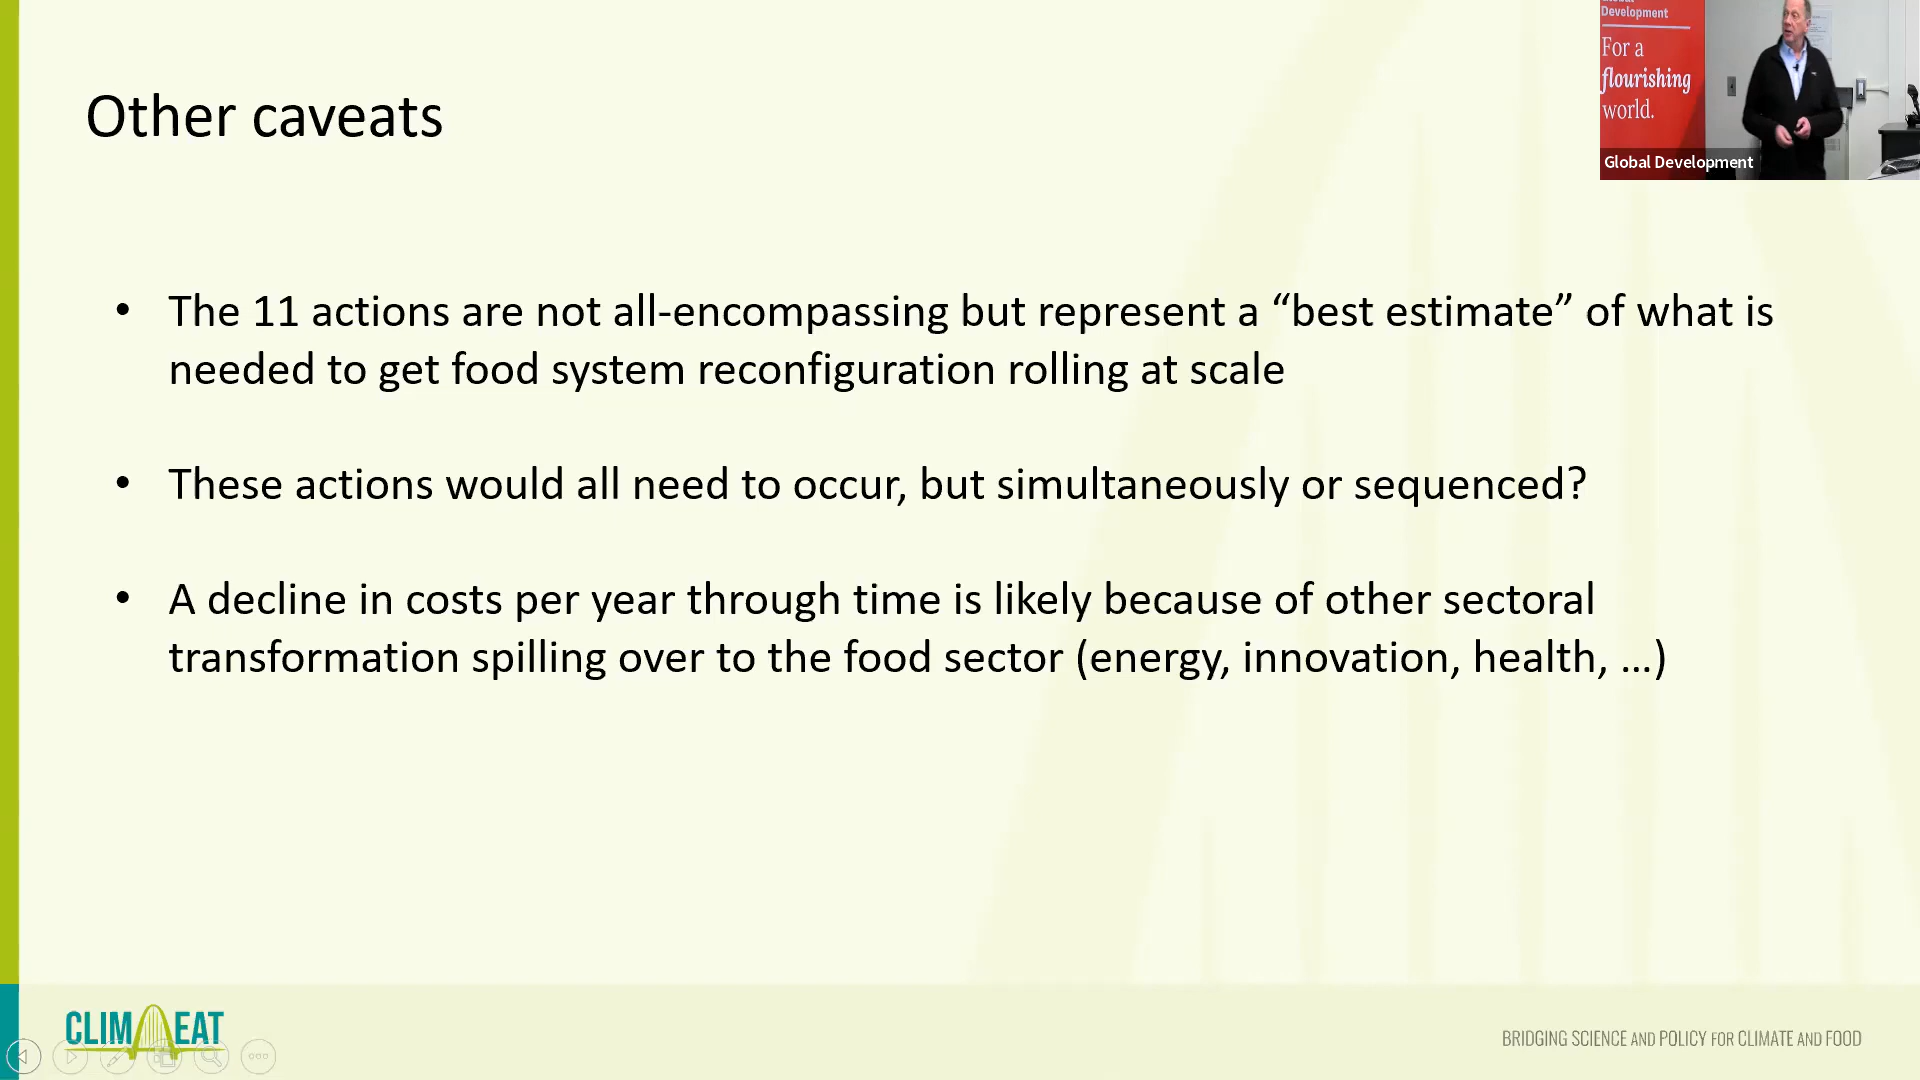 Other caveats
Development
For a
flourishing
world.
Global Development
• The 11 actions are not all-encompassing but represent a “best estimate” of what is
needed to get food system reconfiguration rolling at scale
• These actions would all need to occur, but simultaneously or sequenced?
• A decline in costs per year through time is likely because of other sectoral
transformation spilling over to the food sector (energy, innovation, health, …)
CLIM EAT
BRIDGING SCIENCE AND POLICY FOR CLIMATE AND FOOD